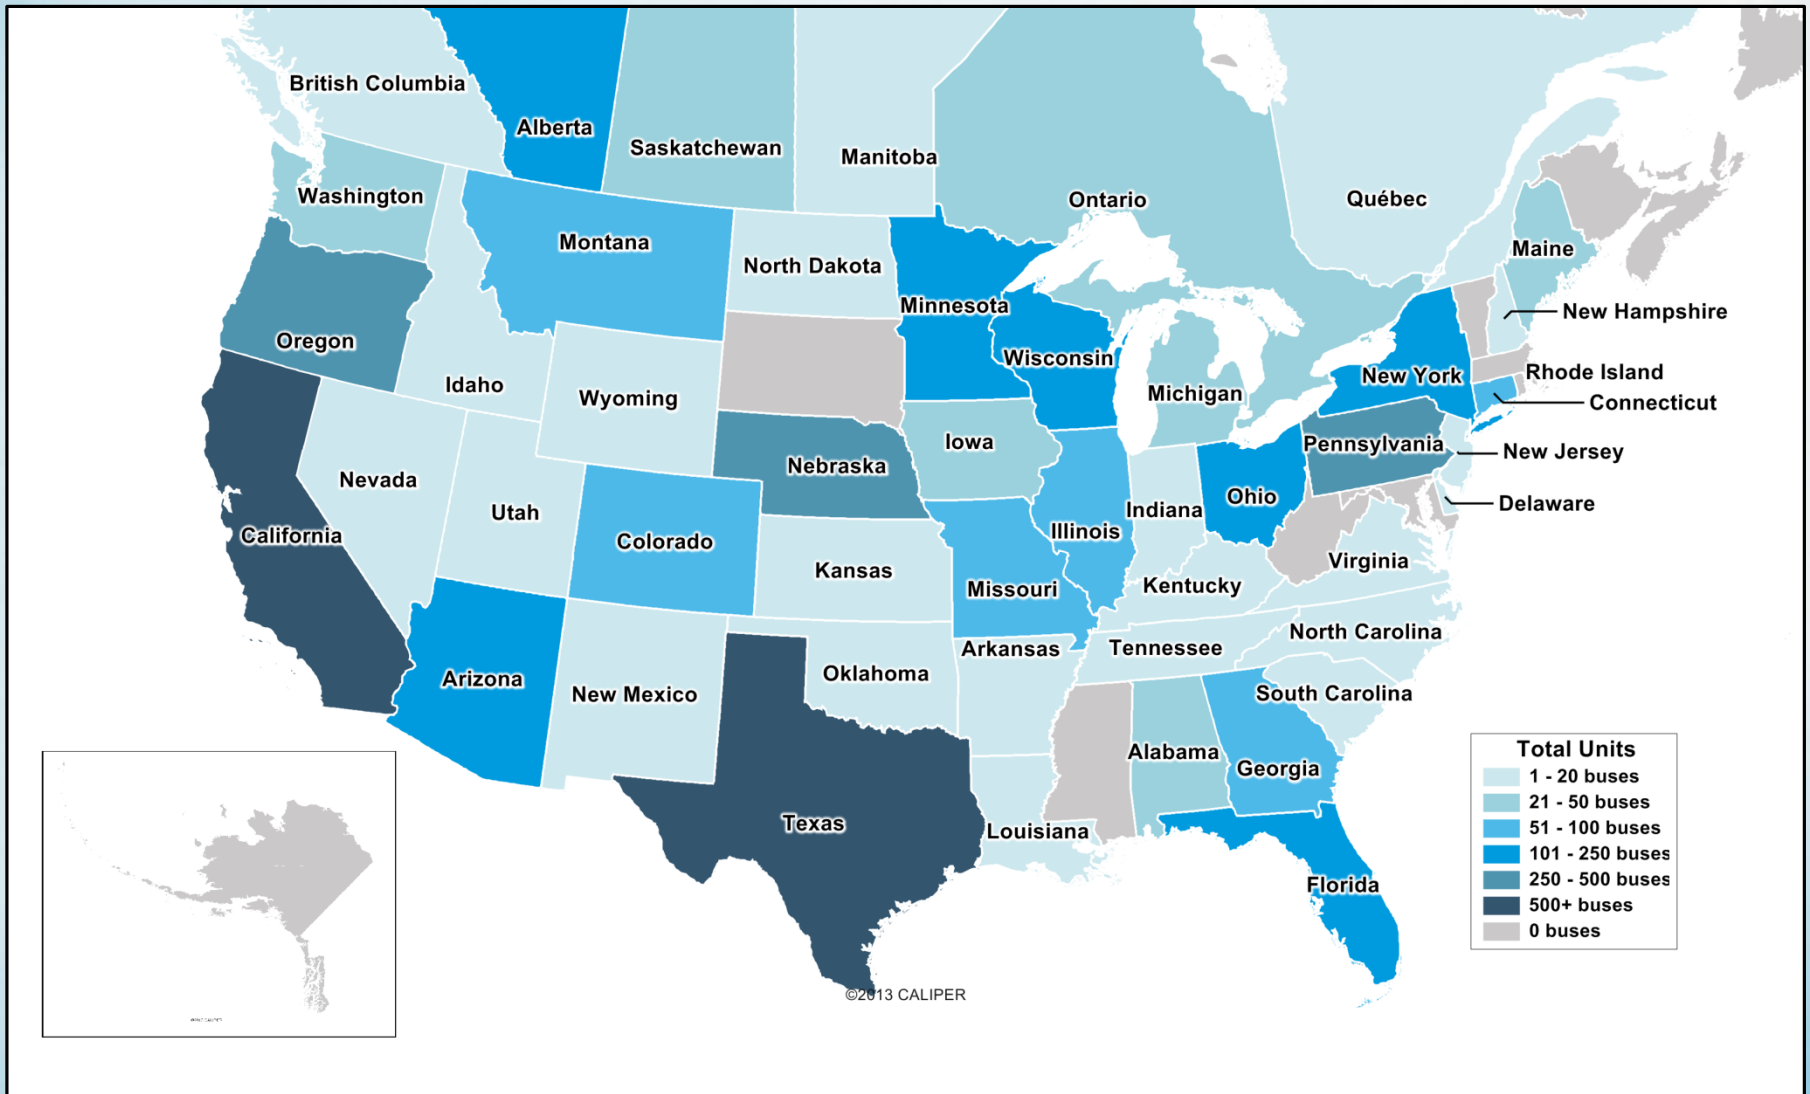 British Columbia
Alberta
Saskatchewan
Manitoba
Ontario
Québec
Washington
Montana
North Dakota
Minnesota
Maine
New Hampshire
Oregon
Idaho
Wyoming
Wisconsin
Michigan
New York
Rhode Island
Connecticut
Nevada
Utah
Nebraska
Iowa
Pennsylvania
New Jersey
California
Colorado
Kansas
Missouri
Illinois
Indiana
Ohio
Delaware
Kentucky
Virginia
Arizona
New Mexico
Oklahoma
Arkansas
Tennessee
North Carolina
South Carolina
Texas
Louisiana
Alabama
Georgia
Florida
Total Units
1 - 20 buses
21 - 50 buses
51 - 100 buses
101 - 250 buses
250 - 500 buses
500+ buses
0 buses
©2013 CALIPER